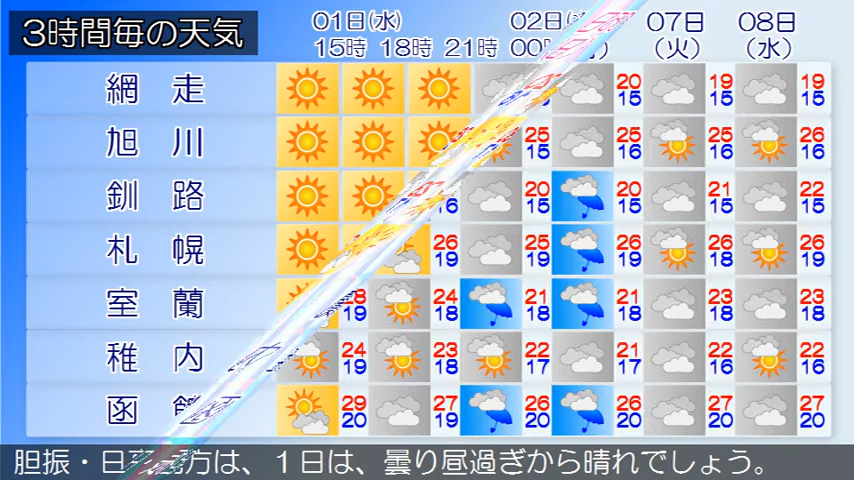 3時間毎の天気
01日(水) 02日 07日 08日
15時 18時 21時 00 (火) (水)
網 走 20 15 19 15 19 15
旭 川 25 15 25 16 25 16 26 16
釧 路 16 20 15 20 15 21 15 22 15
札 幌 26 19 25 19 26 19 26 18 26 19
室 蘭 28 19 24 18 21 18 21 18 23 18 23 18
稚 内 24 19 23 18 22 17 21 17 22 16 22 16
函 館 29 20 27 19 26 20 26 20 27 20 27 20
胆振・日高地方は、1日は、曇り昼過ぎから晴れでしょう。